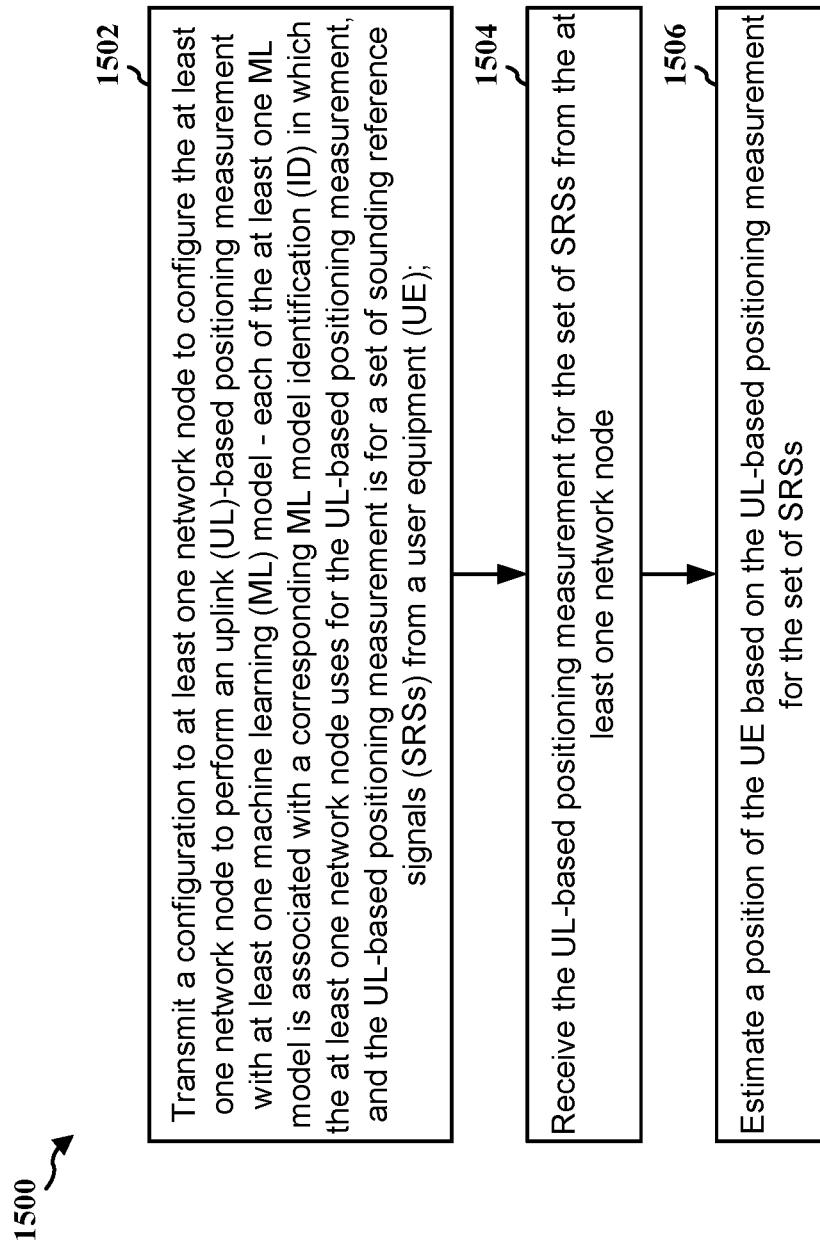 1500
1502
Transmit a configuration to at least one network node to configure the at least
one network node to perform an uplink (UL)-based positioning measurement
with at least one machine learning (ML) model - each of the at least one ML
model is associated with a corresponding ML model identification (ID) in which
the at least one network node uses for the UL-based positioning measurement,
and the UL-based positioning measurement is for a set of sounding reference
signals (SRSs) from a user equipment (UE);
1504
Receive the UL-based positioning measurement for the set of SRSs from the at
least one network node
1506
Estimate a position of the UE based on the UL-based positioning measurement
for the set of SRSs